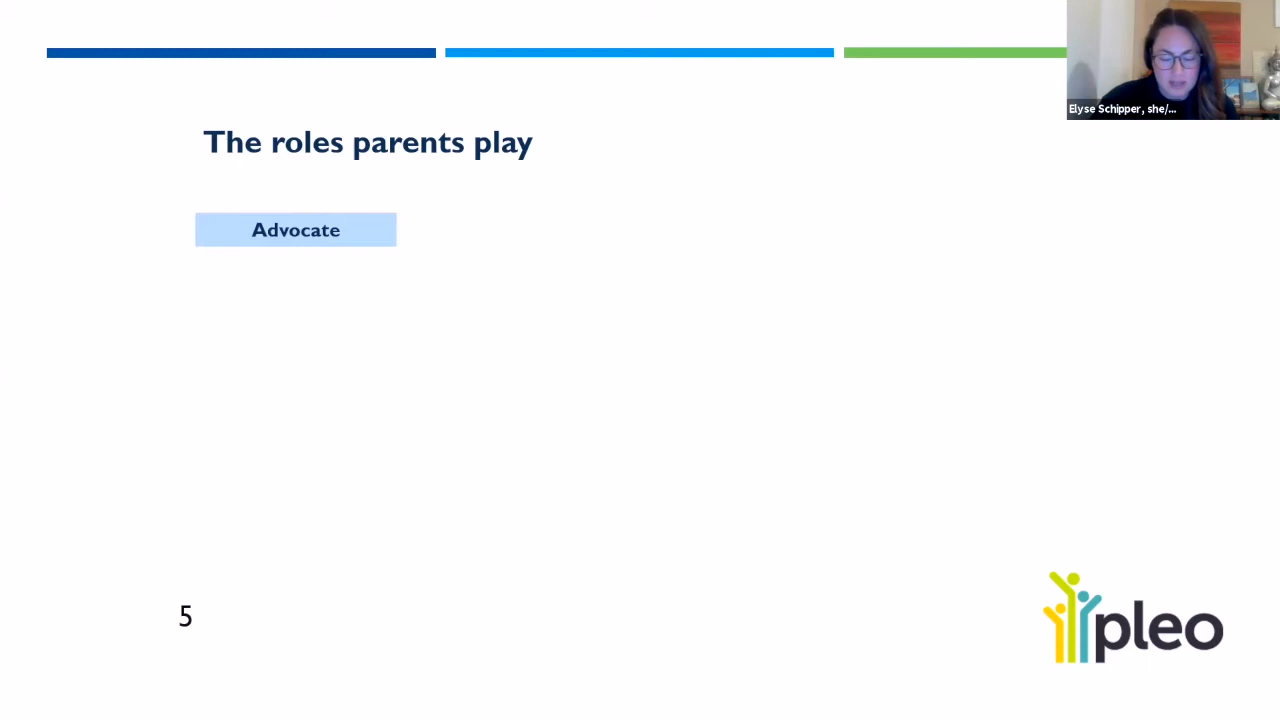 Elyse Schipper, she/...
The roles parents play
Advocate
5
pleo